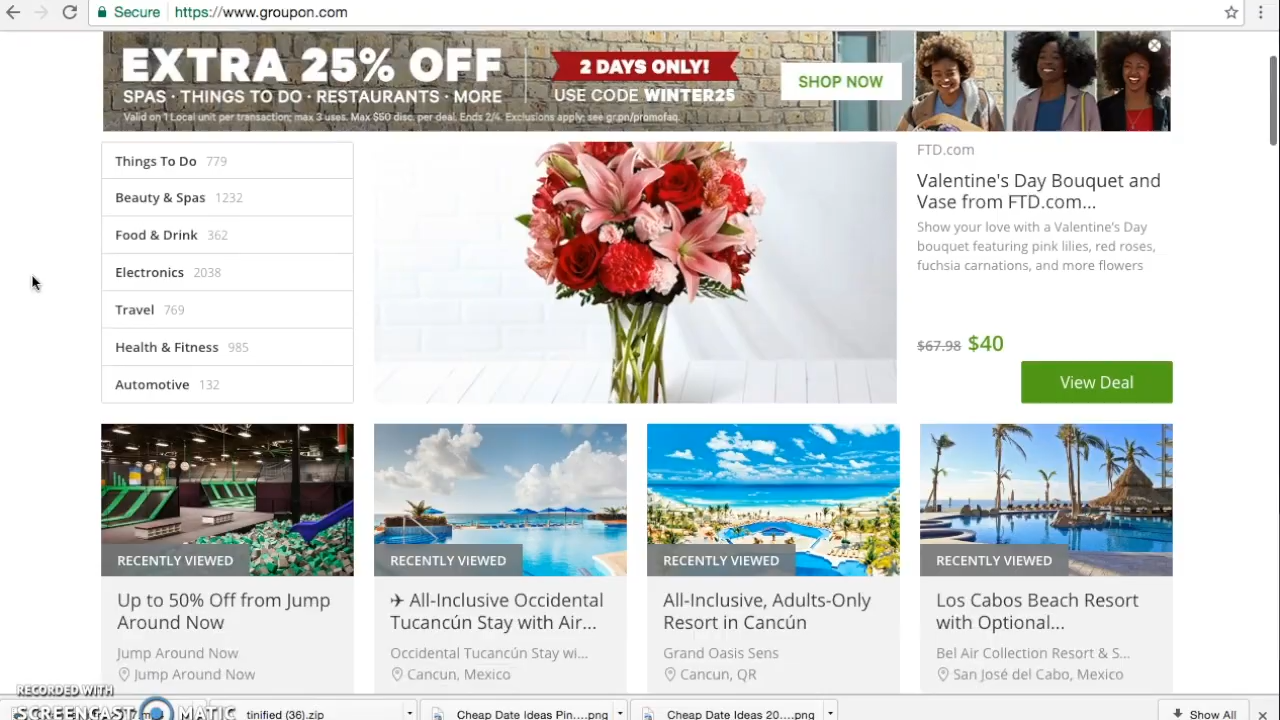 Secure https://www.groupon.com
EXTRA 25% OFF
SPAS · THINGS TO DO · RESTAURANTS · MORE
Valid on 1 Local unit per transaction; max 3 uses. Max $50 disc. per deal. Ends 2/4. Exclusions apply; see gr.pn/promofaq.
2 DAYS ONLY!
USE CODE WINTER25
SHOP NOW
Things To Do 779
Beauty & Spas 1232
Food & Drink 362
Electronics 2038
Travel 769
Health & Fitness 985
Automotive 132
FTD.com
Valentine's Day Bouquet and
Vase from FTD.com...
Show your love with a Valentine's Day
bouquet featuring pink lilies, red roses,
fuchsia carnations, and more flowers
$67.98 $40
View Deal
RECENTLY VIEWED
Up to 50% Off from Jump
Around Now
Jump Around Now
Jump Around Now
RECENTLY VIEWED
✈ All-Inclusive Occidental
Tucancún Stay with Air...
Occidental Tucancún Stay wi...
Cancun, Mexico
RECENTLY VIEWED
All-Inclusive, Adults-Only
Resort in Cancún
Grand Oasis Sens
Cancun, QR
RECENTLY VIEWED
Los Cabos Beach Resort
with Optional...
Bel Air Collection Resort & S...
San José del Cabo, Mexico
RECORDED WITH
SCREENCAST MATIC
tinified (36).zip
Cheap Date Ideas Pin....png
Cheap Date Ideas 20....png
Show All